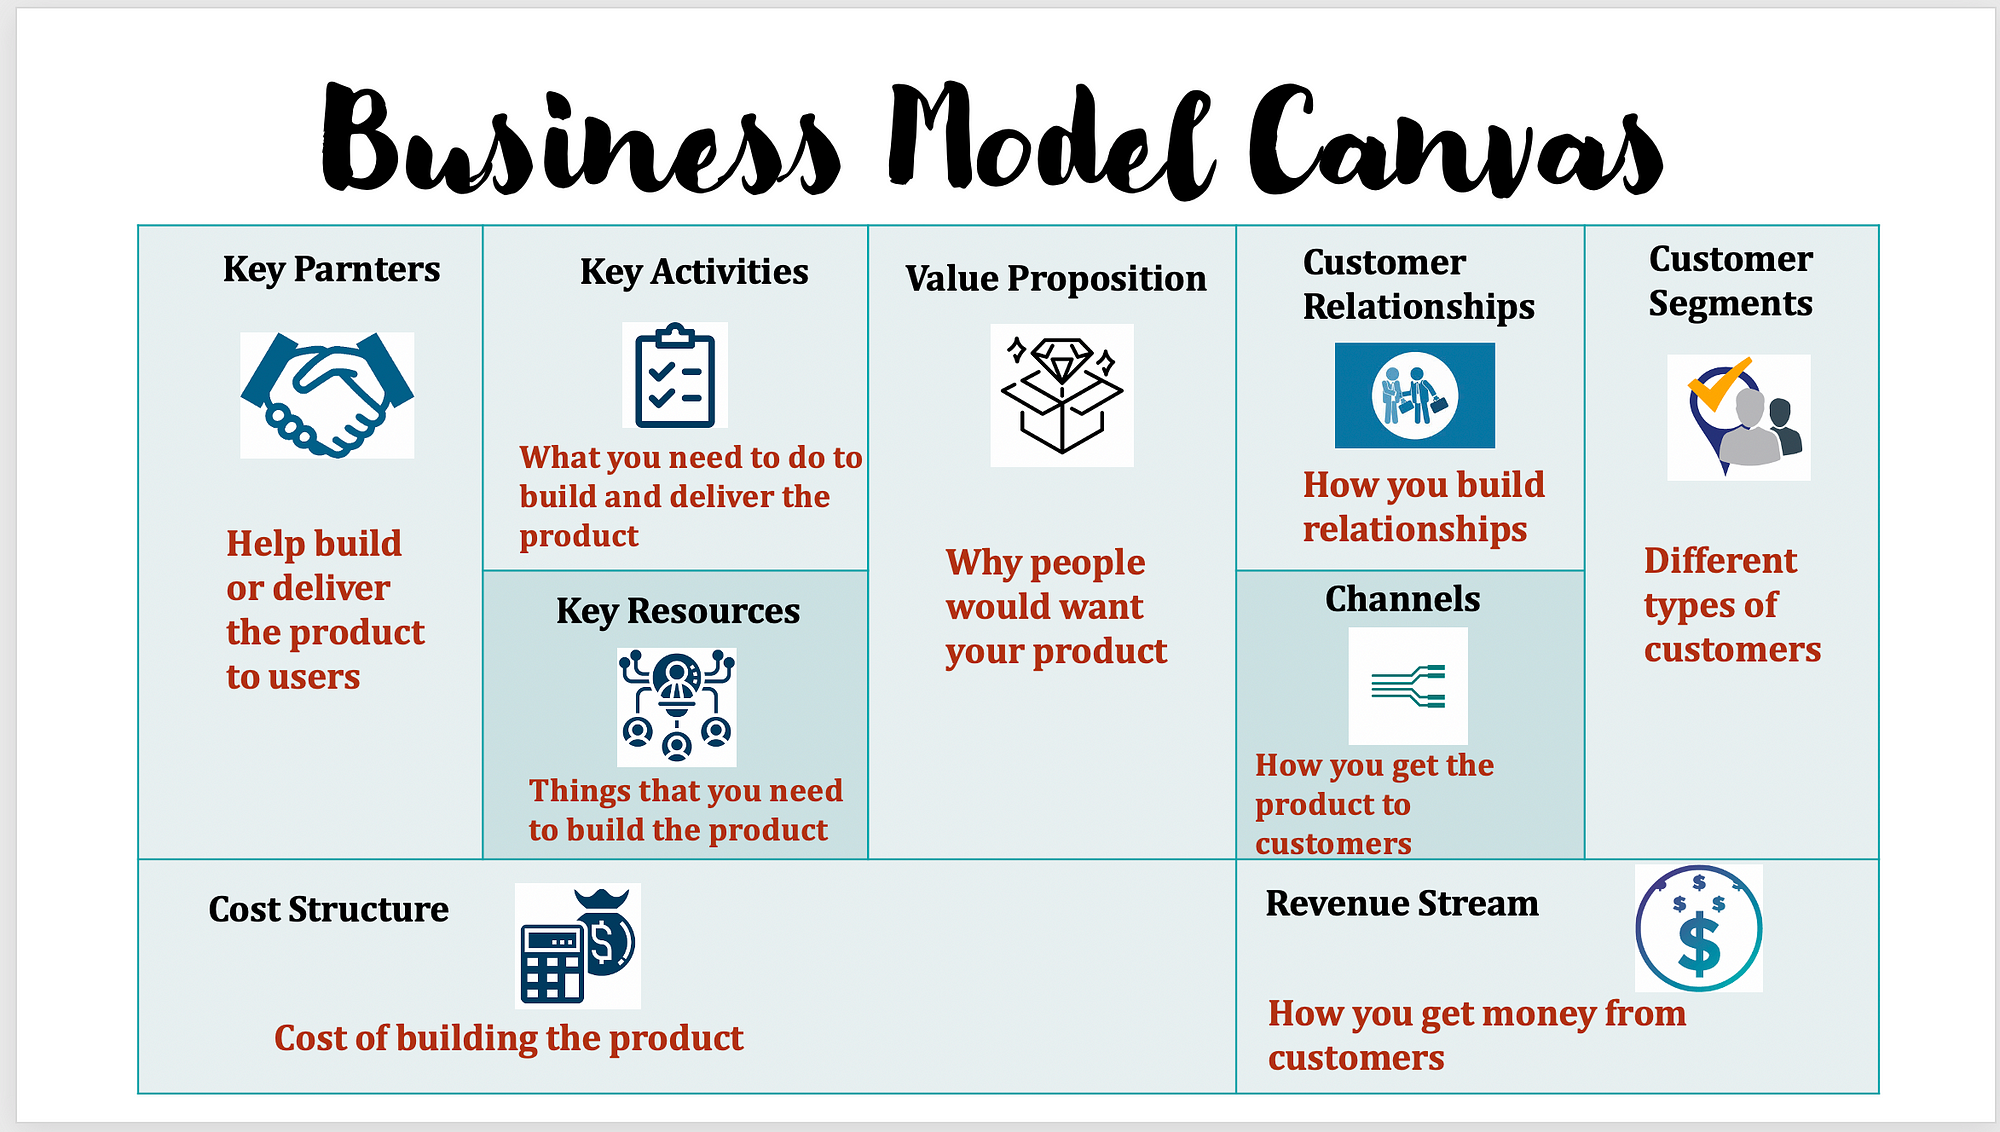 Business Model Canvas
Key Parnters
Help build
or deliver
the product
to users
Key Activities
What you need to do to
build and deliver the
product
Key Resources
Things that you need
to build the product
Value Proposition
Why people
would want
your product
Customer
Relationships
How you build
relationships
Channels
How you get the
product to
customers
Customer
Segments
Different
types of
customers
Cost Structure
$
Cost of building the product
Revenue Stream
$ $ $
$ $
$
How you get money from
customers